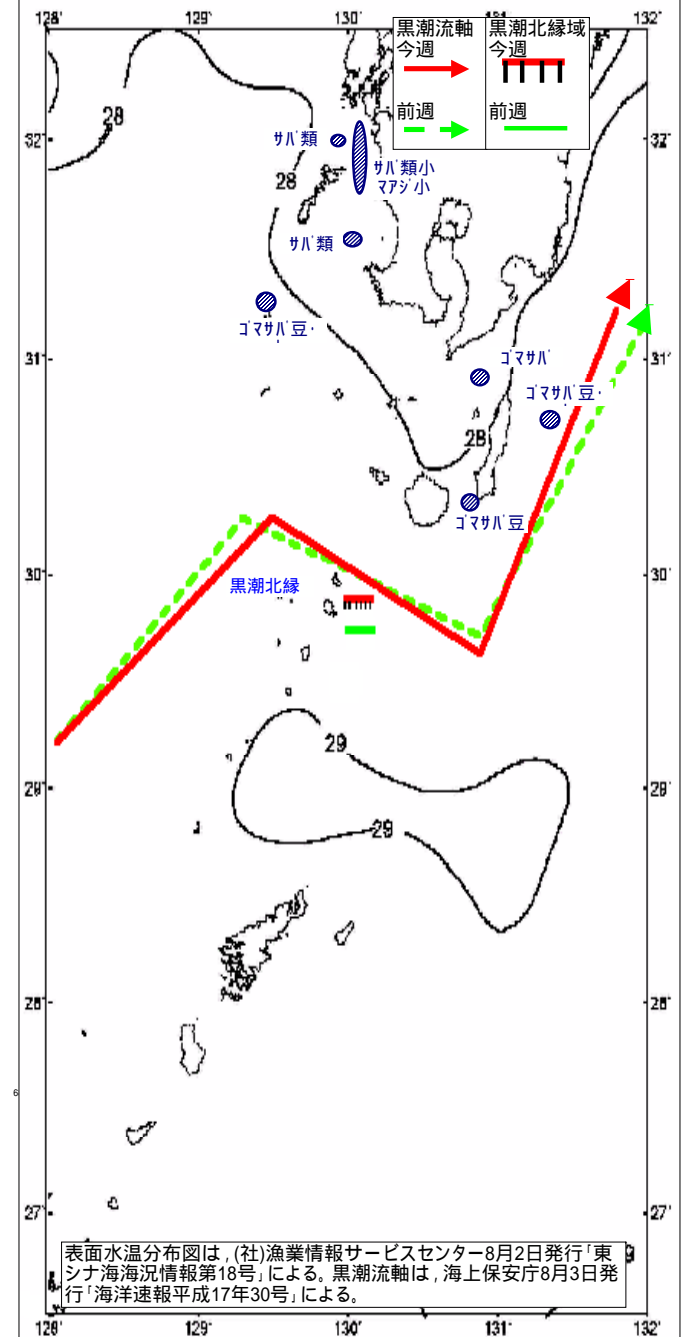 128゜ 129゜ 130゜ 131゜ 132゜
黒潮流軸 黒潮北縁域
今週 今週
前週 前週
28
32゜ 32゜
サバ類
サバ類小
マアジ小
28
サバ類
ゴマサバ豆・
31゜ 31゜
ゴマサバ
ゴマサバ豆・
28
ゴマサバ豆
30゜ 30゜
黒潮北縁
29
29゜ 29゜
29
28゜ 28゜
6
27゜ 27゜
表面水温分布図は，(社)漁業情報サービスセンター8月2日発行「東
シナ海海況情報第18号」による。黒潮流軸は，海上保安庁8月3日発
行「海洋速報平成17年30号」による。
128゜ 129゜ 130゜ 131゜ 132゜